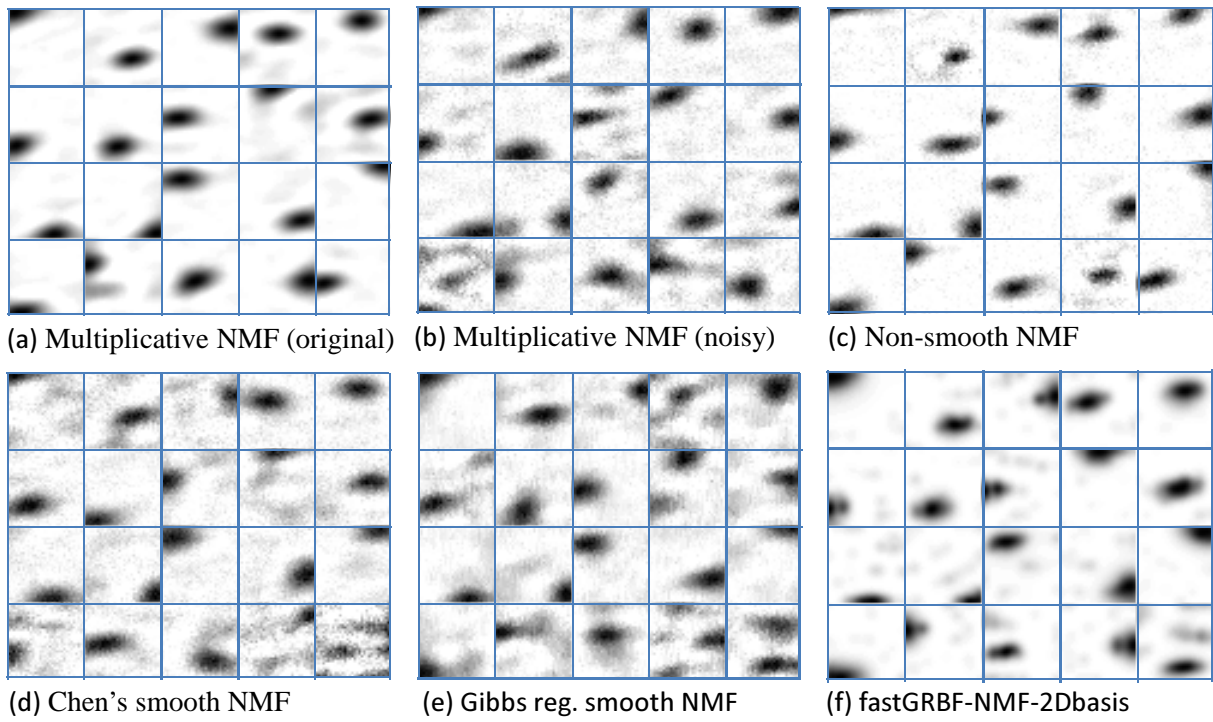 (a) Multiplicative NMF (original)
(b) Multiplicative NMF (noisy)
(c) Non-smooth NMF
(d) Chen's smooth NMF
(e) Gibbs reg. smooth NMF
(f) fastGRBF-NMF-2Dbasis